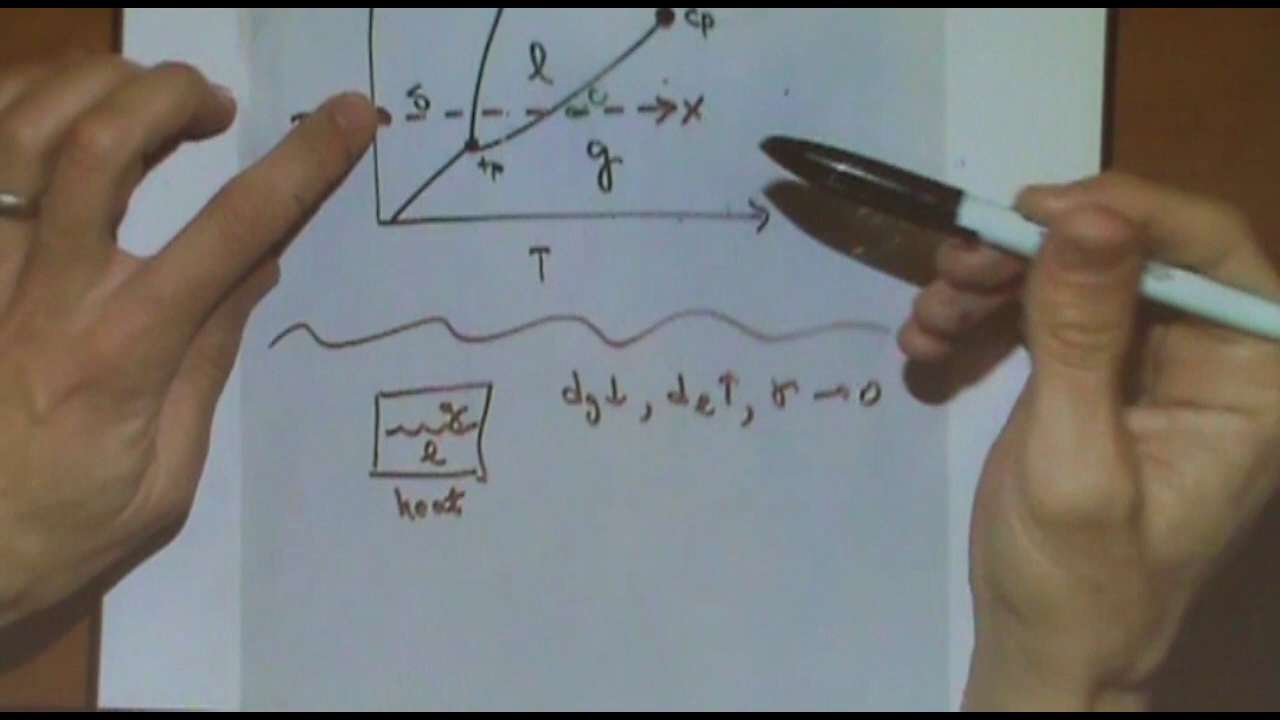 cp
l
s
x
tp
g
T
dg↓, dl↑, γ → 0
l
heat